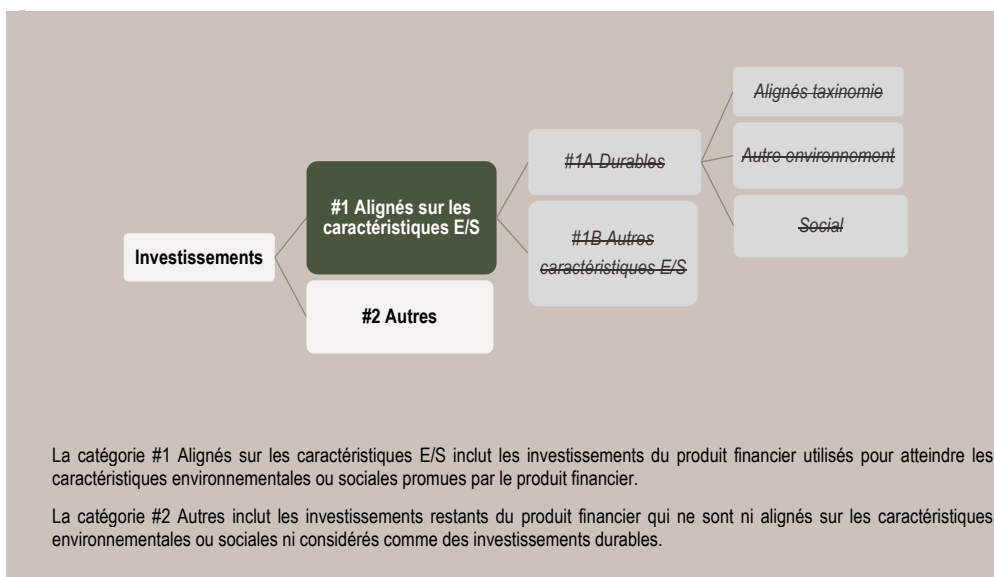 Alignés taxinomie
#1A Durables
Autre environnement
#1 Alignés sur les
caractéristiques E/S
Social
#1B Autres
caractéristiques E/S
Investissements
#2 Autres
La catégorie #1 Alignés sur les caractéristiques E/S inclut les investissements du produit financier utilisés pour atteindre les
caractéristiques environnementales ou sociales promues par le produit financier.
La catégorie #2 Autres inclut les investissements restants du produit financier qui ne sont ni alignés sur les caractéristiques
environnementales ou sociales ni considérés comme des investissements durables.